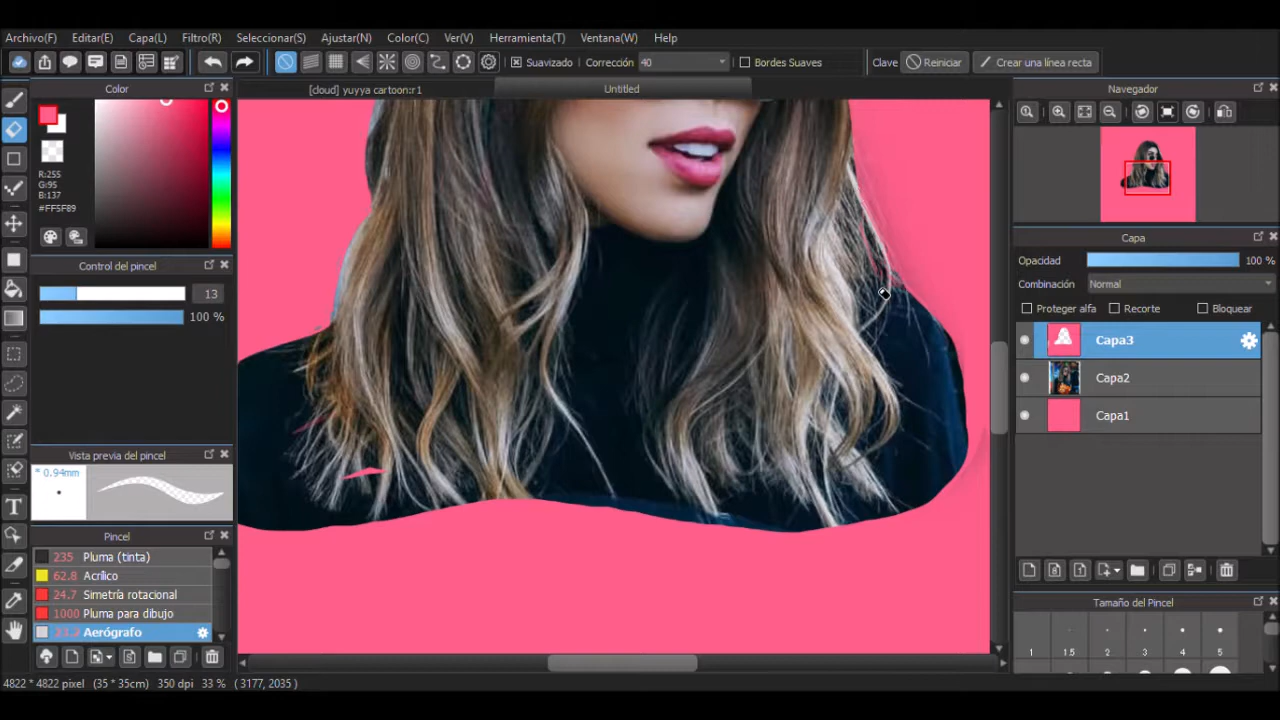 Archivo(F) Editar(E) Capa(L) Filtro(R) Seleccionar(S) Ajustar(N) Color(C) Ver(V) Herramienta(T) Ventana(W) Help
Suavizado Corrección 40 Bordes Suaves Clave Reiniciar Crear una línea recta
Color
[cloud] yuyya cartoon:r1 Untitled
Navegador
R:255
G:95
B:137
#FF5F89
Control del pincel
13
100 %
Capa
Opacidad 100 %
Combinación Normal
Proteger alfa Recorte Bloquear
Capa3
Capa2
Capa1
Vista previa del pincel
* 0.94mm
Pincel
235 Pluma (tinta)
62.8 Acrílico
24.7 Simetría rotacional
1000 Pluma para dibujo
Aerógrafo
Tamaño del Pincel
1 1.5 2 3 4 5
4822 * 4822 pixel (35 * 35cm) 350 dpi 33 % ( 3177, 2035 )